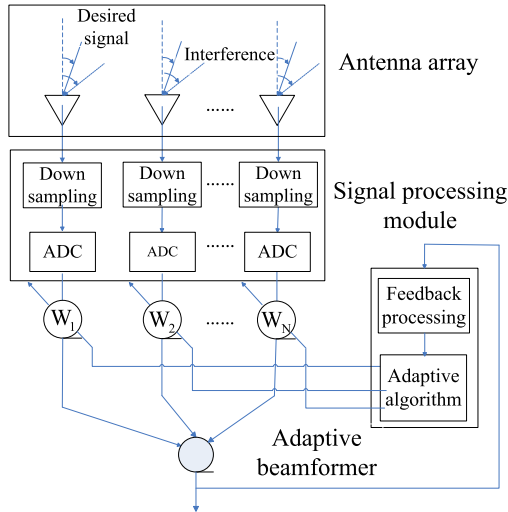 Desired
signal
Interference
......
Antenna array
Down
sampling
Down
sampling
......
Down
sampling
Signal processing
module
ADC
ADC
......
ADC
W1
W2
......
WN
Feedback
processing
Adaptive
algorithm
Adaptive
beamformer